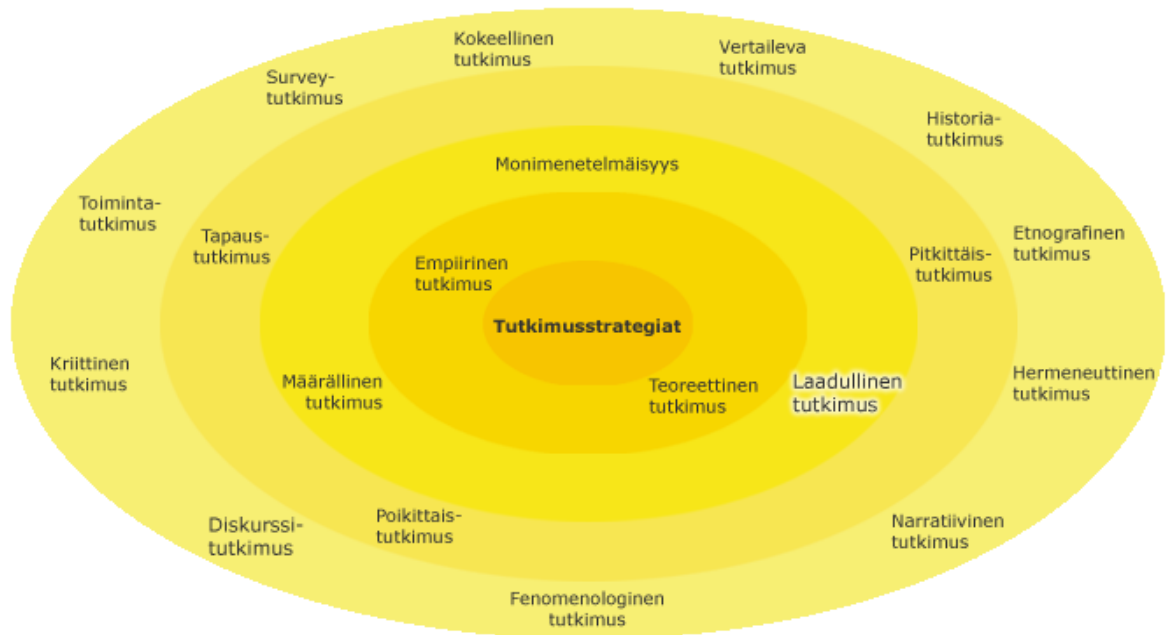 Kokeellinen
tutkimus
Vertaileva
tutkimus
Survey-
tutkimus
Historia-
tutkimus
Monimenetelmäisyys
Toiminta-
tutkimus
Tapaus-
tutkimus
Etnografinen
tutkimus
Pitkittäis-
tutkimus
Empiirinen
tutkimus
Tutkimusstrategiat
Kriittinen
tutkimus
Määrällinen
tutkimus
Teoreettinen
tutkimus
Laadullinen
tutkimus
Hermeneuttinen
tutkimus
Diskurssi-
tutkimus
Poikittais-
tutkimus
Narratiivinen
tutkimus
Fenomenologinen
tutkimus